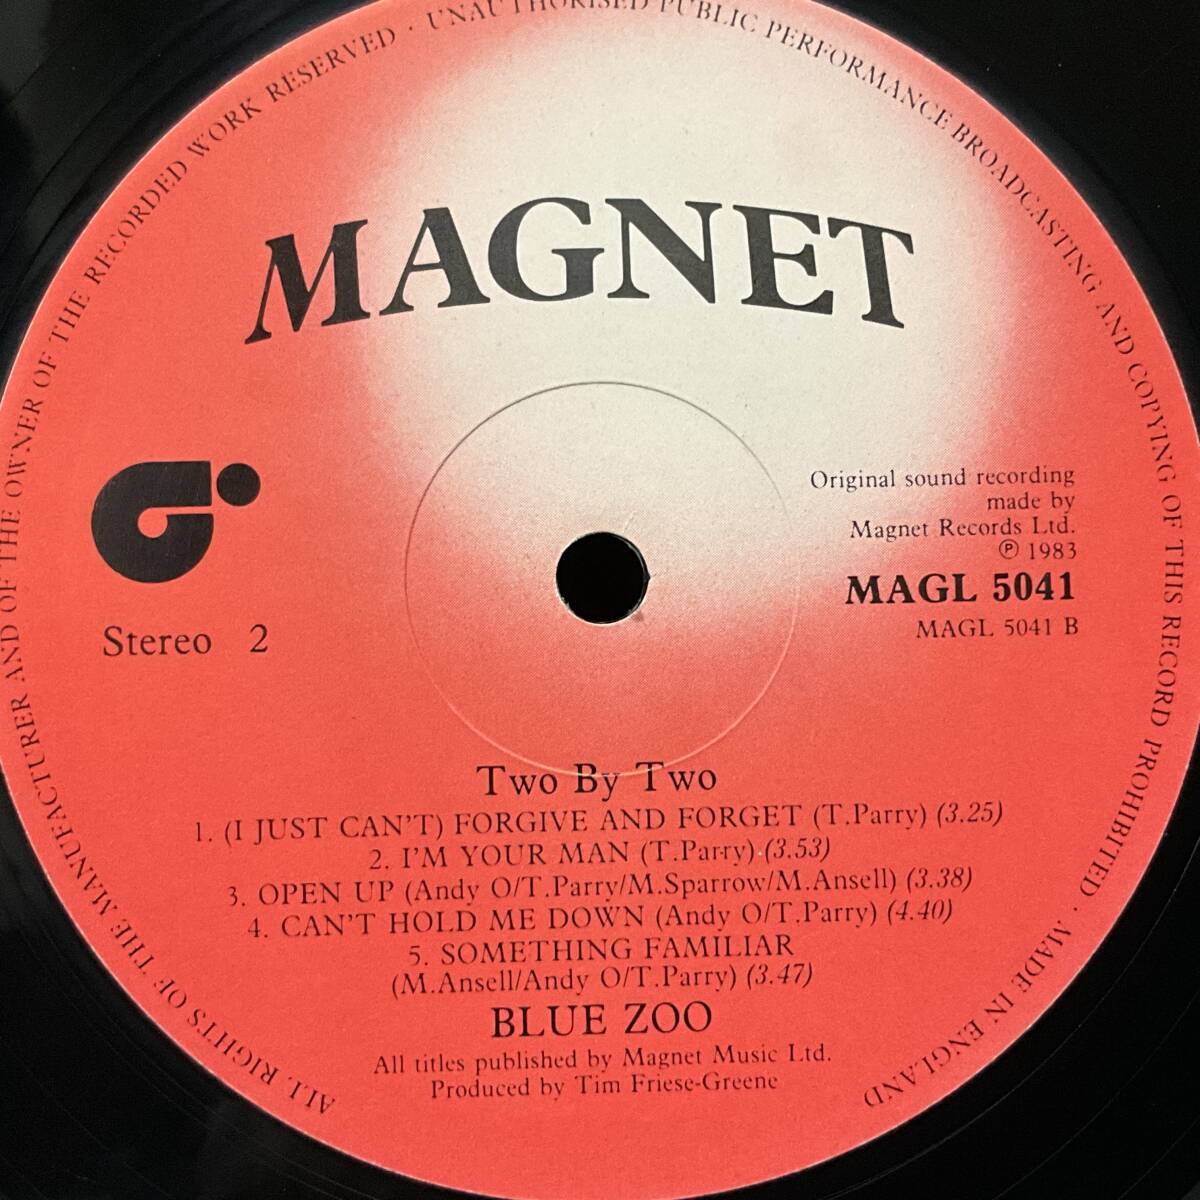 ALL RIGHTS OF THE MANUFACTURER AND OF THE OWNER OF THE RECORDED WORK RESERVED · UNAUTHORISED PUBLIC PERFORMANCE BROADCASTING AND COPYING OF THIS RECORD PROHIBITED · MADE IN ENGLAND
MAGNET
Original sound recording
made by
Magnet Records Ltd.
℗ 1983
MAGL 5041
MAGL 5041 B
Stereo 2
Two By Two
1. (I JUST CAN'T) FORGIVE AND FORGET (T.Parry) (3.25)
2. I'M YOUR MAN (T.Parry) (3.53)
3. OPEN UP (Andy O/T.Parry/M.Sparrow/M.Ansell) (3.38)
4. CAN'T HOLD ME DOWN (Andy O/T.Parry) (4.40)
5. SOMETHING FAMILIAR
(M.Ansell/Andy O/T.Parry) (3.47)
BLUE ZOO
All titles published by Magnet Music Ltd.
Produced by Tim Friese-Greene